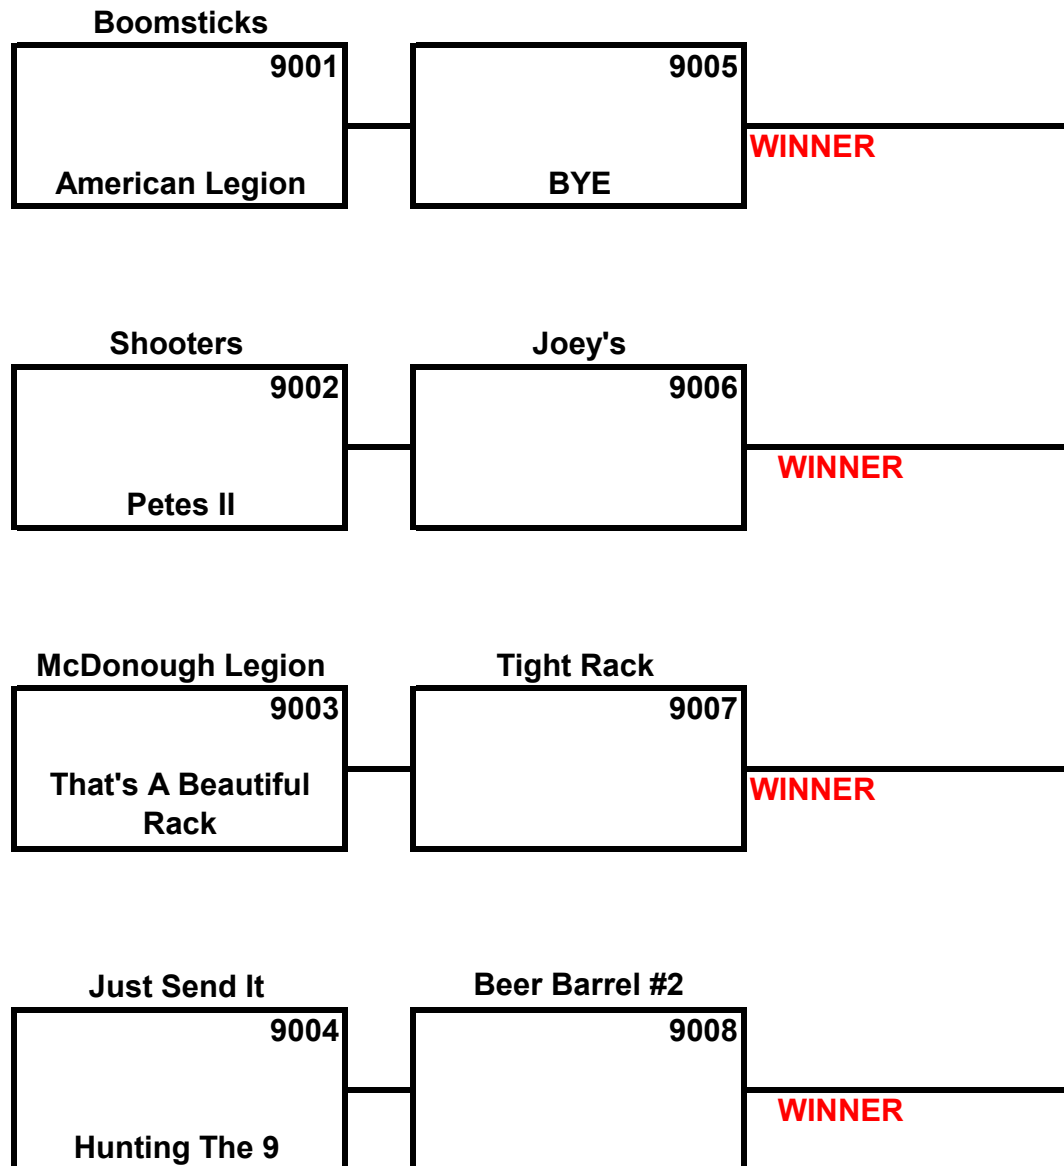 Boomsticks
9001 9005
WINNER
American Legion BYE
Shooters Joey's
9002 9006
WINNER
Petes II
McDonough Legion Tight Rack
9003 9007
That's A Beautiful WINNER
Rack
Just Send It Beer Barrel #2
9004 9008
WINNER
Hunting The 9